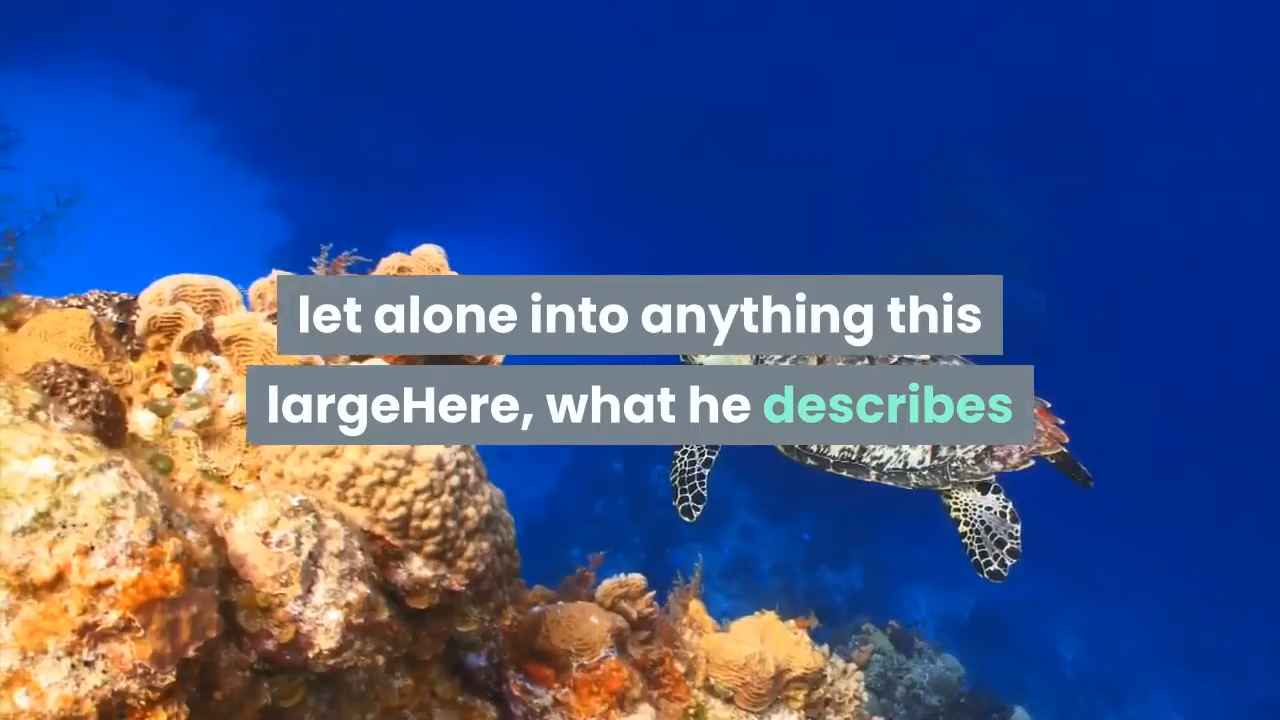 let alone into anything this
largeHere, what he describes